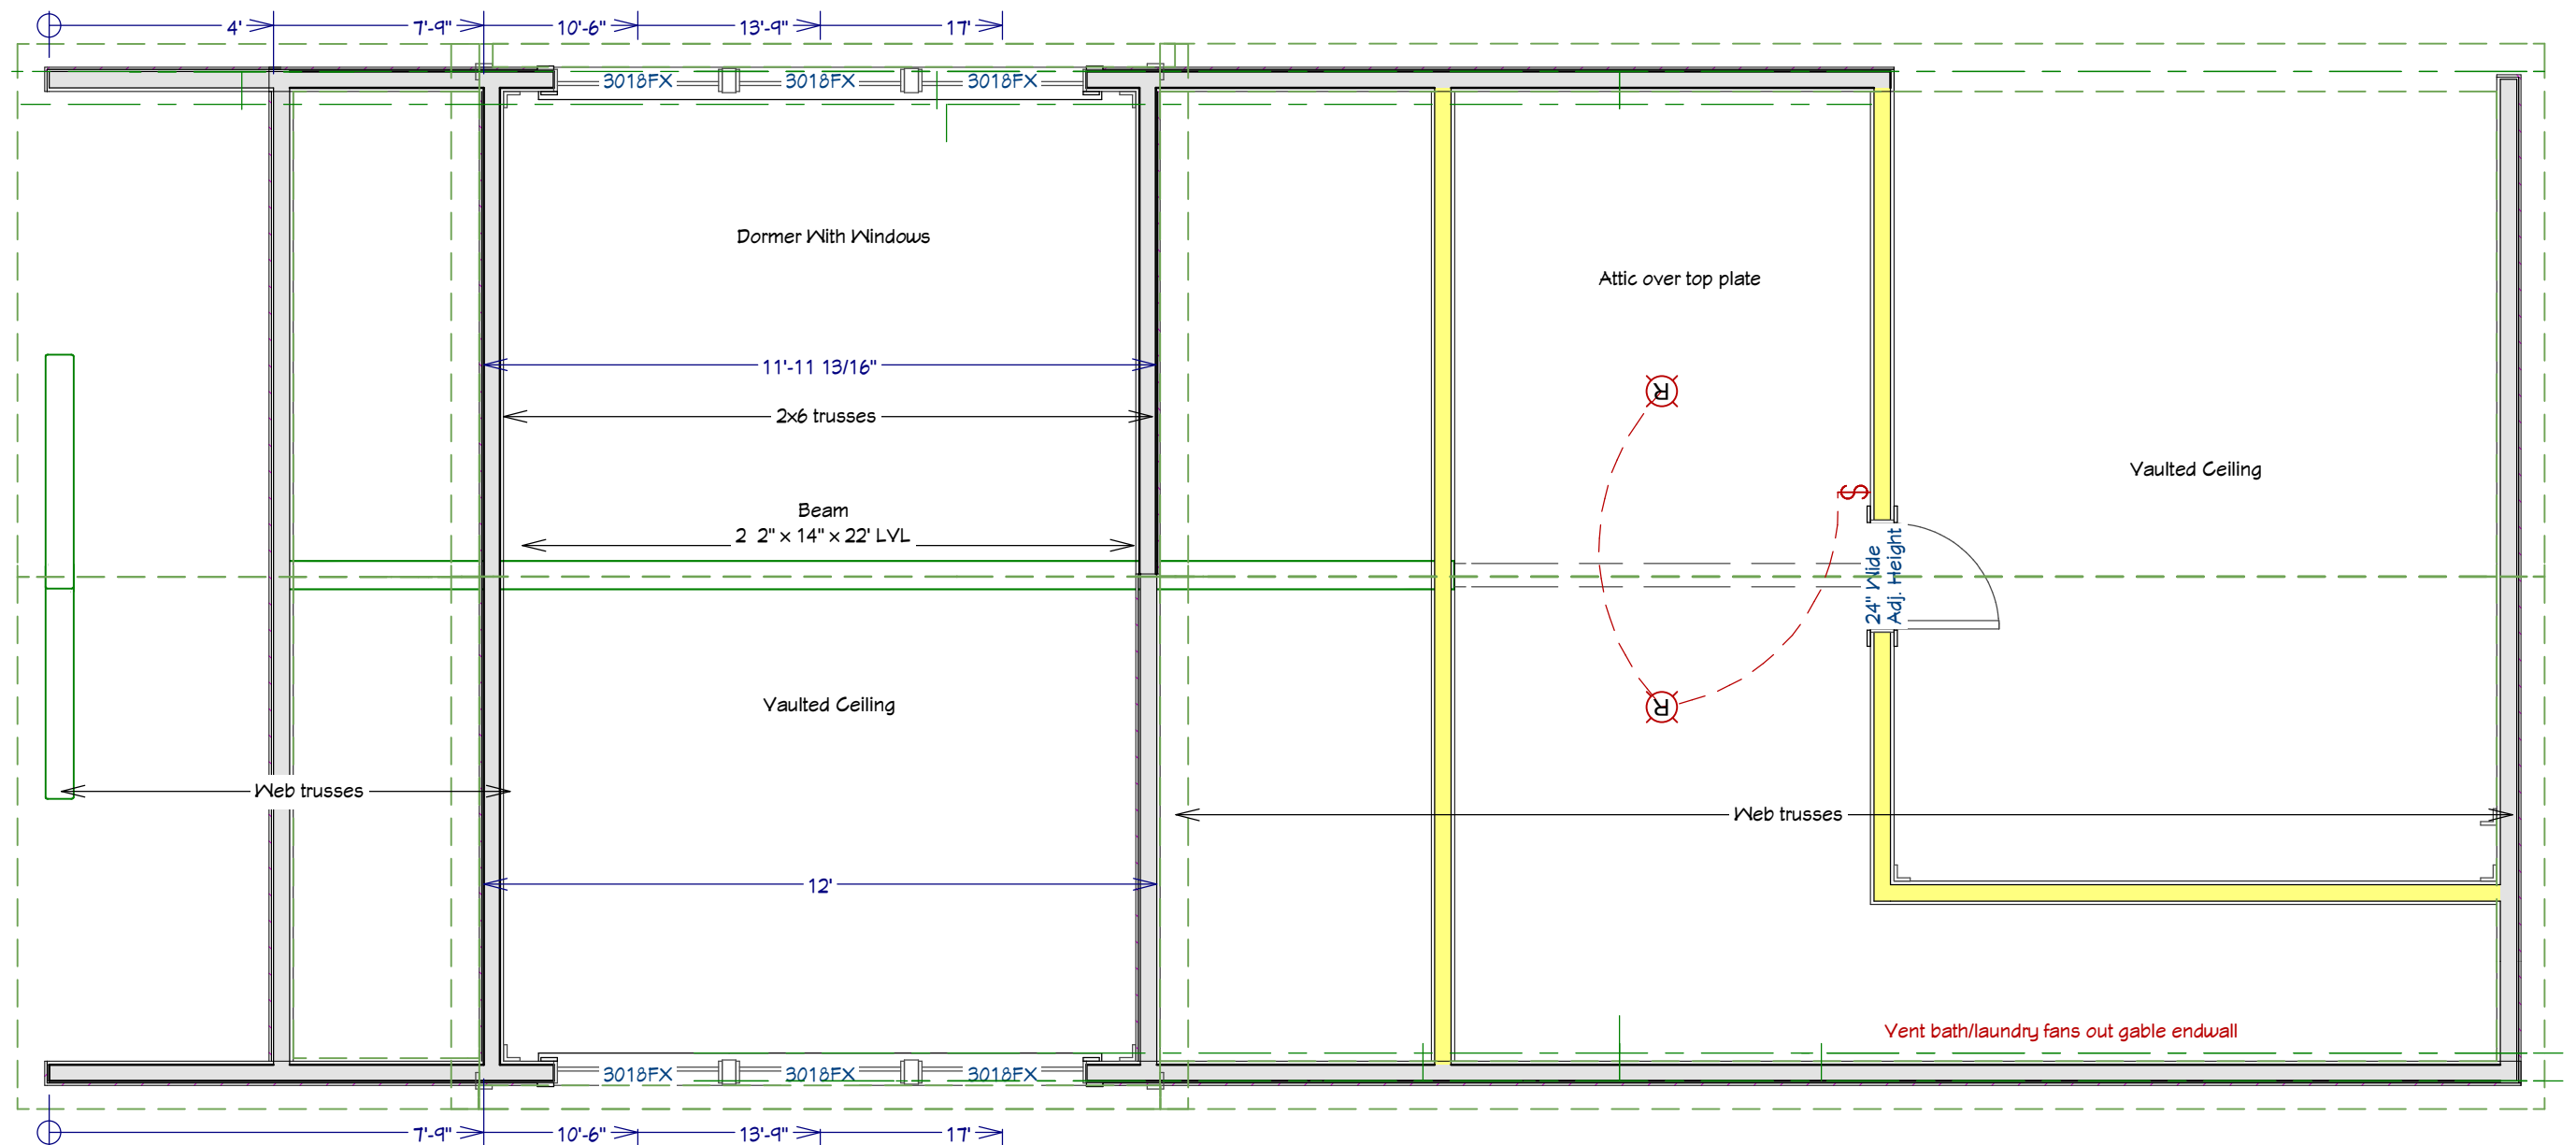 4' 7'-9" 10'-6" 13'-9" 17'
3018FX 3018FX 3018FX
Dormer With Windows
Attic over top plate
11'-11 13/16"
R
2x6 trusses
Vaulted Ceiling
$
Beam
2 2" x 14" x 22' LVL
24" Wide
Adj. Height
Vaulted Ceiling
R
Web trusses
Web trusses
12'
Vent bath/laundry fans out gable endwall
3018FX 3018FX 3018FX
7'-9" 10'-6" 13'-9" 17'